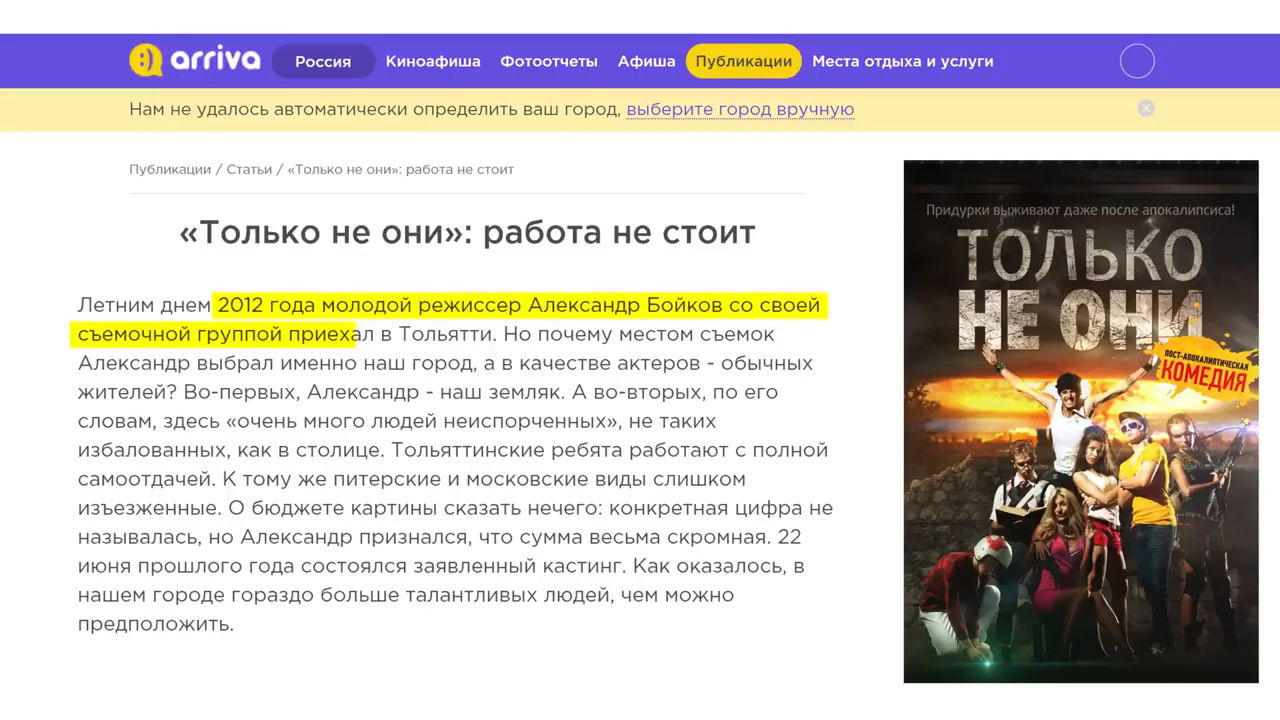 arriva Россия Киноафиша Фотоотчеты Афиша Публикации Места отдыха и услуги
Нам не удалось автоматически определить ваш город, выберите город вручную
Публикации / Статьи / «Только не они»: работа не стоит
«Только не они»: работа не стоит
Летним днем 2012 года молодой режиссер Александр Бойков со своей
съемочной группой приехал в Тольятти. Но почему местом съемок
Александр выбрал именно наш город, а в качестве актеров - обычных
жителей? Во-первых, Александр - наш земляк. А во-вторых, по его
словам, здесь «очень много людей неиспорченных», не таких
избалованных, как в столице. Тольяттинские ребята работают с полной
самоотдачей. К тому же питерские и московские виды слишком
изъезженные. О бюджете картины сказать нечего: конкретная цифра не
называлась, но Александр признался, что сумма весьма скромная. 22
июня прошлого года состоялся заявленный кастинг. Как оказалось, в
нашем городе гораздо больше талантливых людей, чем можно
предположить.
Придурки выживают даже после апокалипсиса!
ТОЛЬКО
НЕ ОНИ
ПОСТ-АПОКАЛИПТИЧЕСКАЯ
КОМЕДИЯ